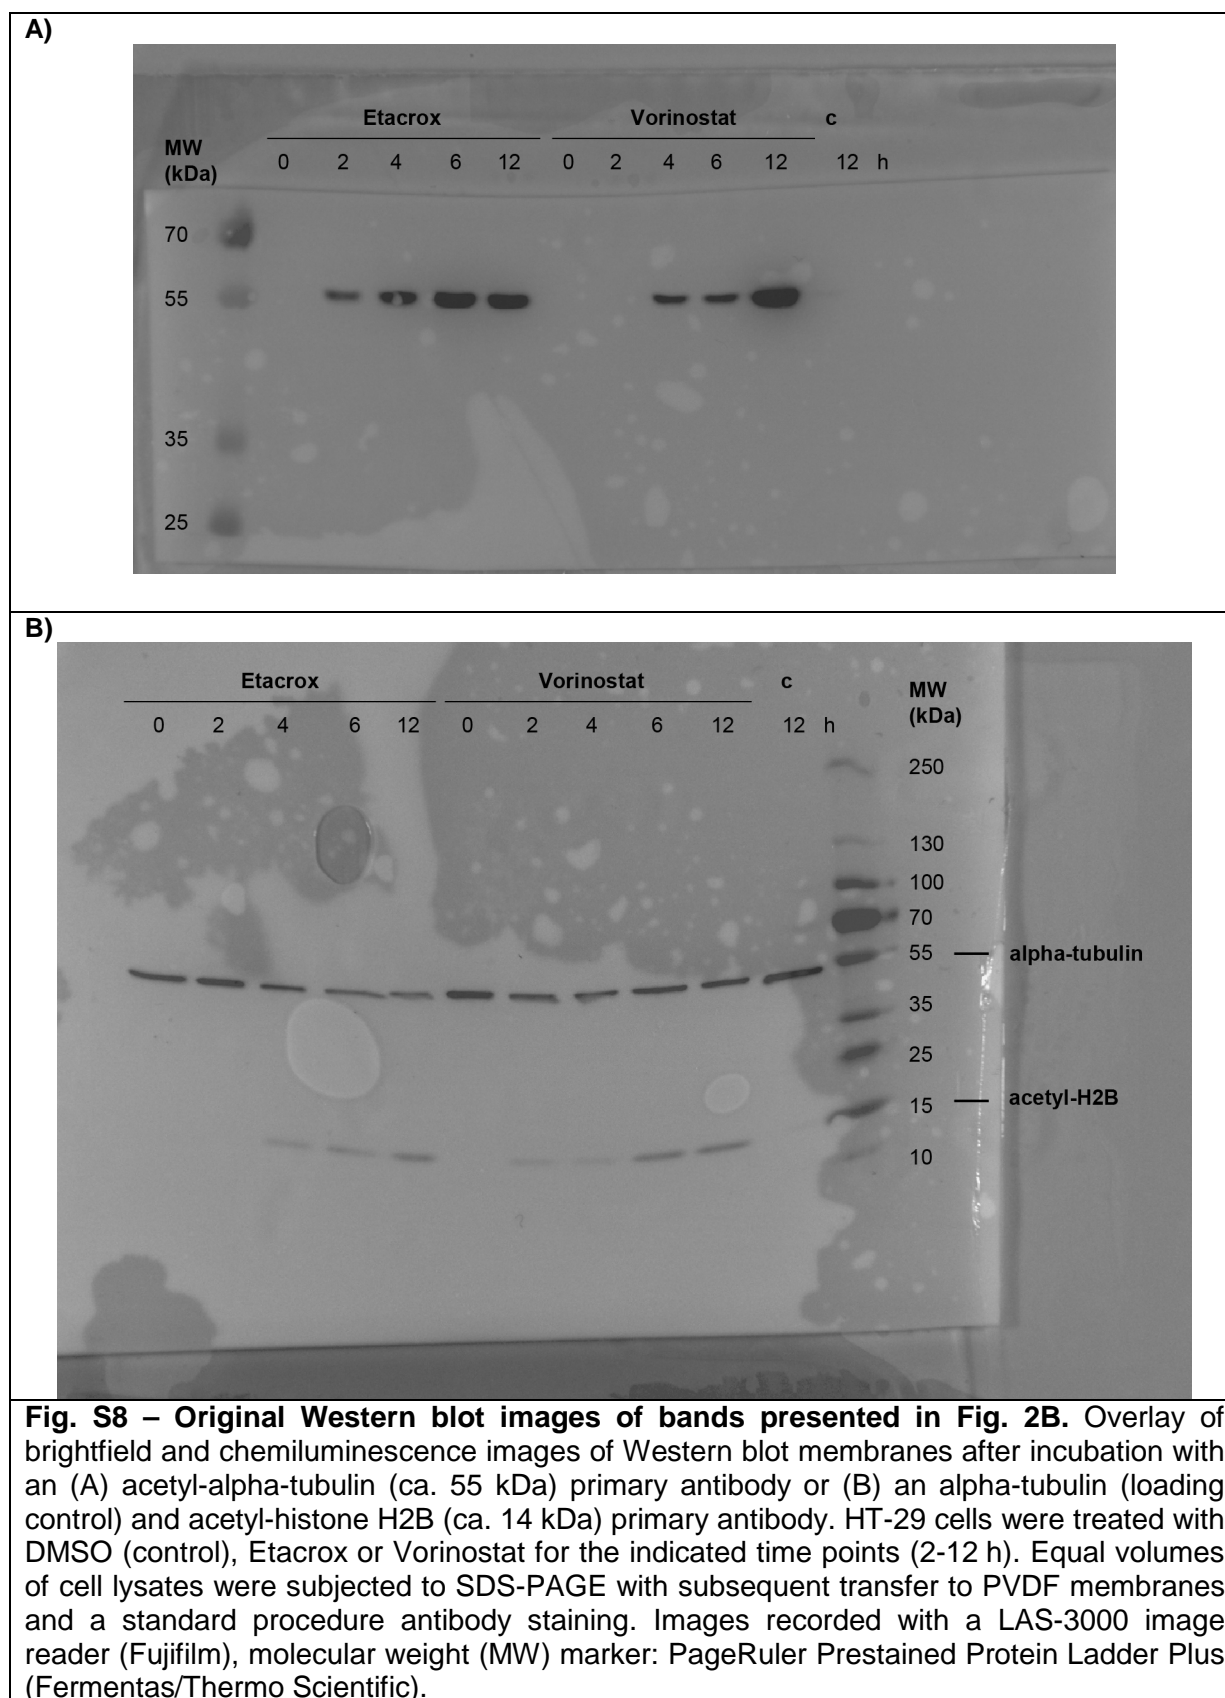 A)
Etacrox Vorinostat c
MW
(kDa)
0 2 4 6 12 0 2 4 6 12 12 h
70
55
35
25
B)
Etacrox Vorinostat c
MW
(kDa)
0 2 4 6 12 0 2 4 6 12 12 h
250
130
100
70
55 alpha-tubulin
35
25
15 acetyl-H2B
10
Fig. S8 – Original Western blot images of bands presented in Fig. 2B. Overlay of
brightfield and chemiluminescence images of Western blot membranes after incubation with
an (A) acetyl-alpha-tubulin (ca. 55 kDa) primary antibody or (B) an alpha-tubulin (loading
control) and acetyl-histone H2B (ca. 14 kDa) primary antibody. HT-29 cells were treated with
DMSO (control), Etacrox or Vorinostat for the indicated time points (2-12 h). Equal volumes
of cell lysates were subjected to SDS-PAGE with subsequent transfer to PVDF membranes
and a standard procedure antibody staining. Images recorded with a LAS-3000 image
reader (Fujifilm), molecular weight (MW) marker: PageRuler Prestained Protein Ladder Plus
(Fermentas/Thermo Scientific).